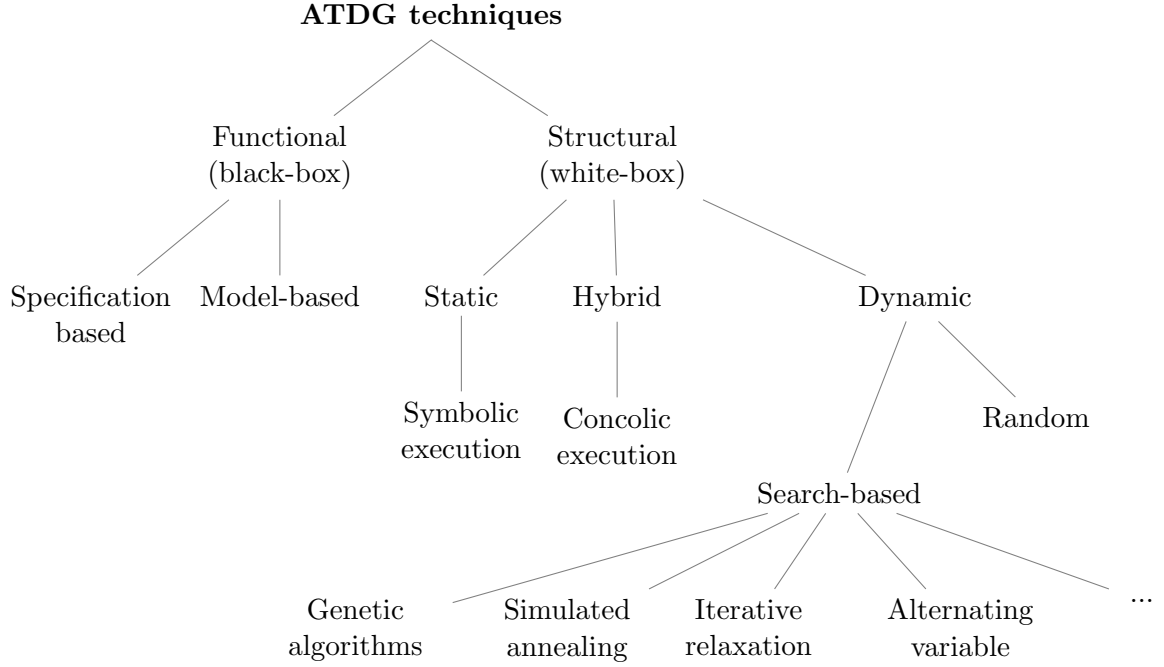 ATDG techniques
Functional
(black-box)
Structural
(white-box)
Specification
based
Model-based
Static
Hybrid
Dynamic
Symbolic
execution
Concolic
execution
Random
Search-based
Genetic
algorithms
Simulated
annealing
Iterative
relaxation
Alternating
variable
...